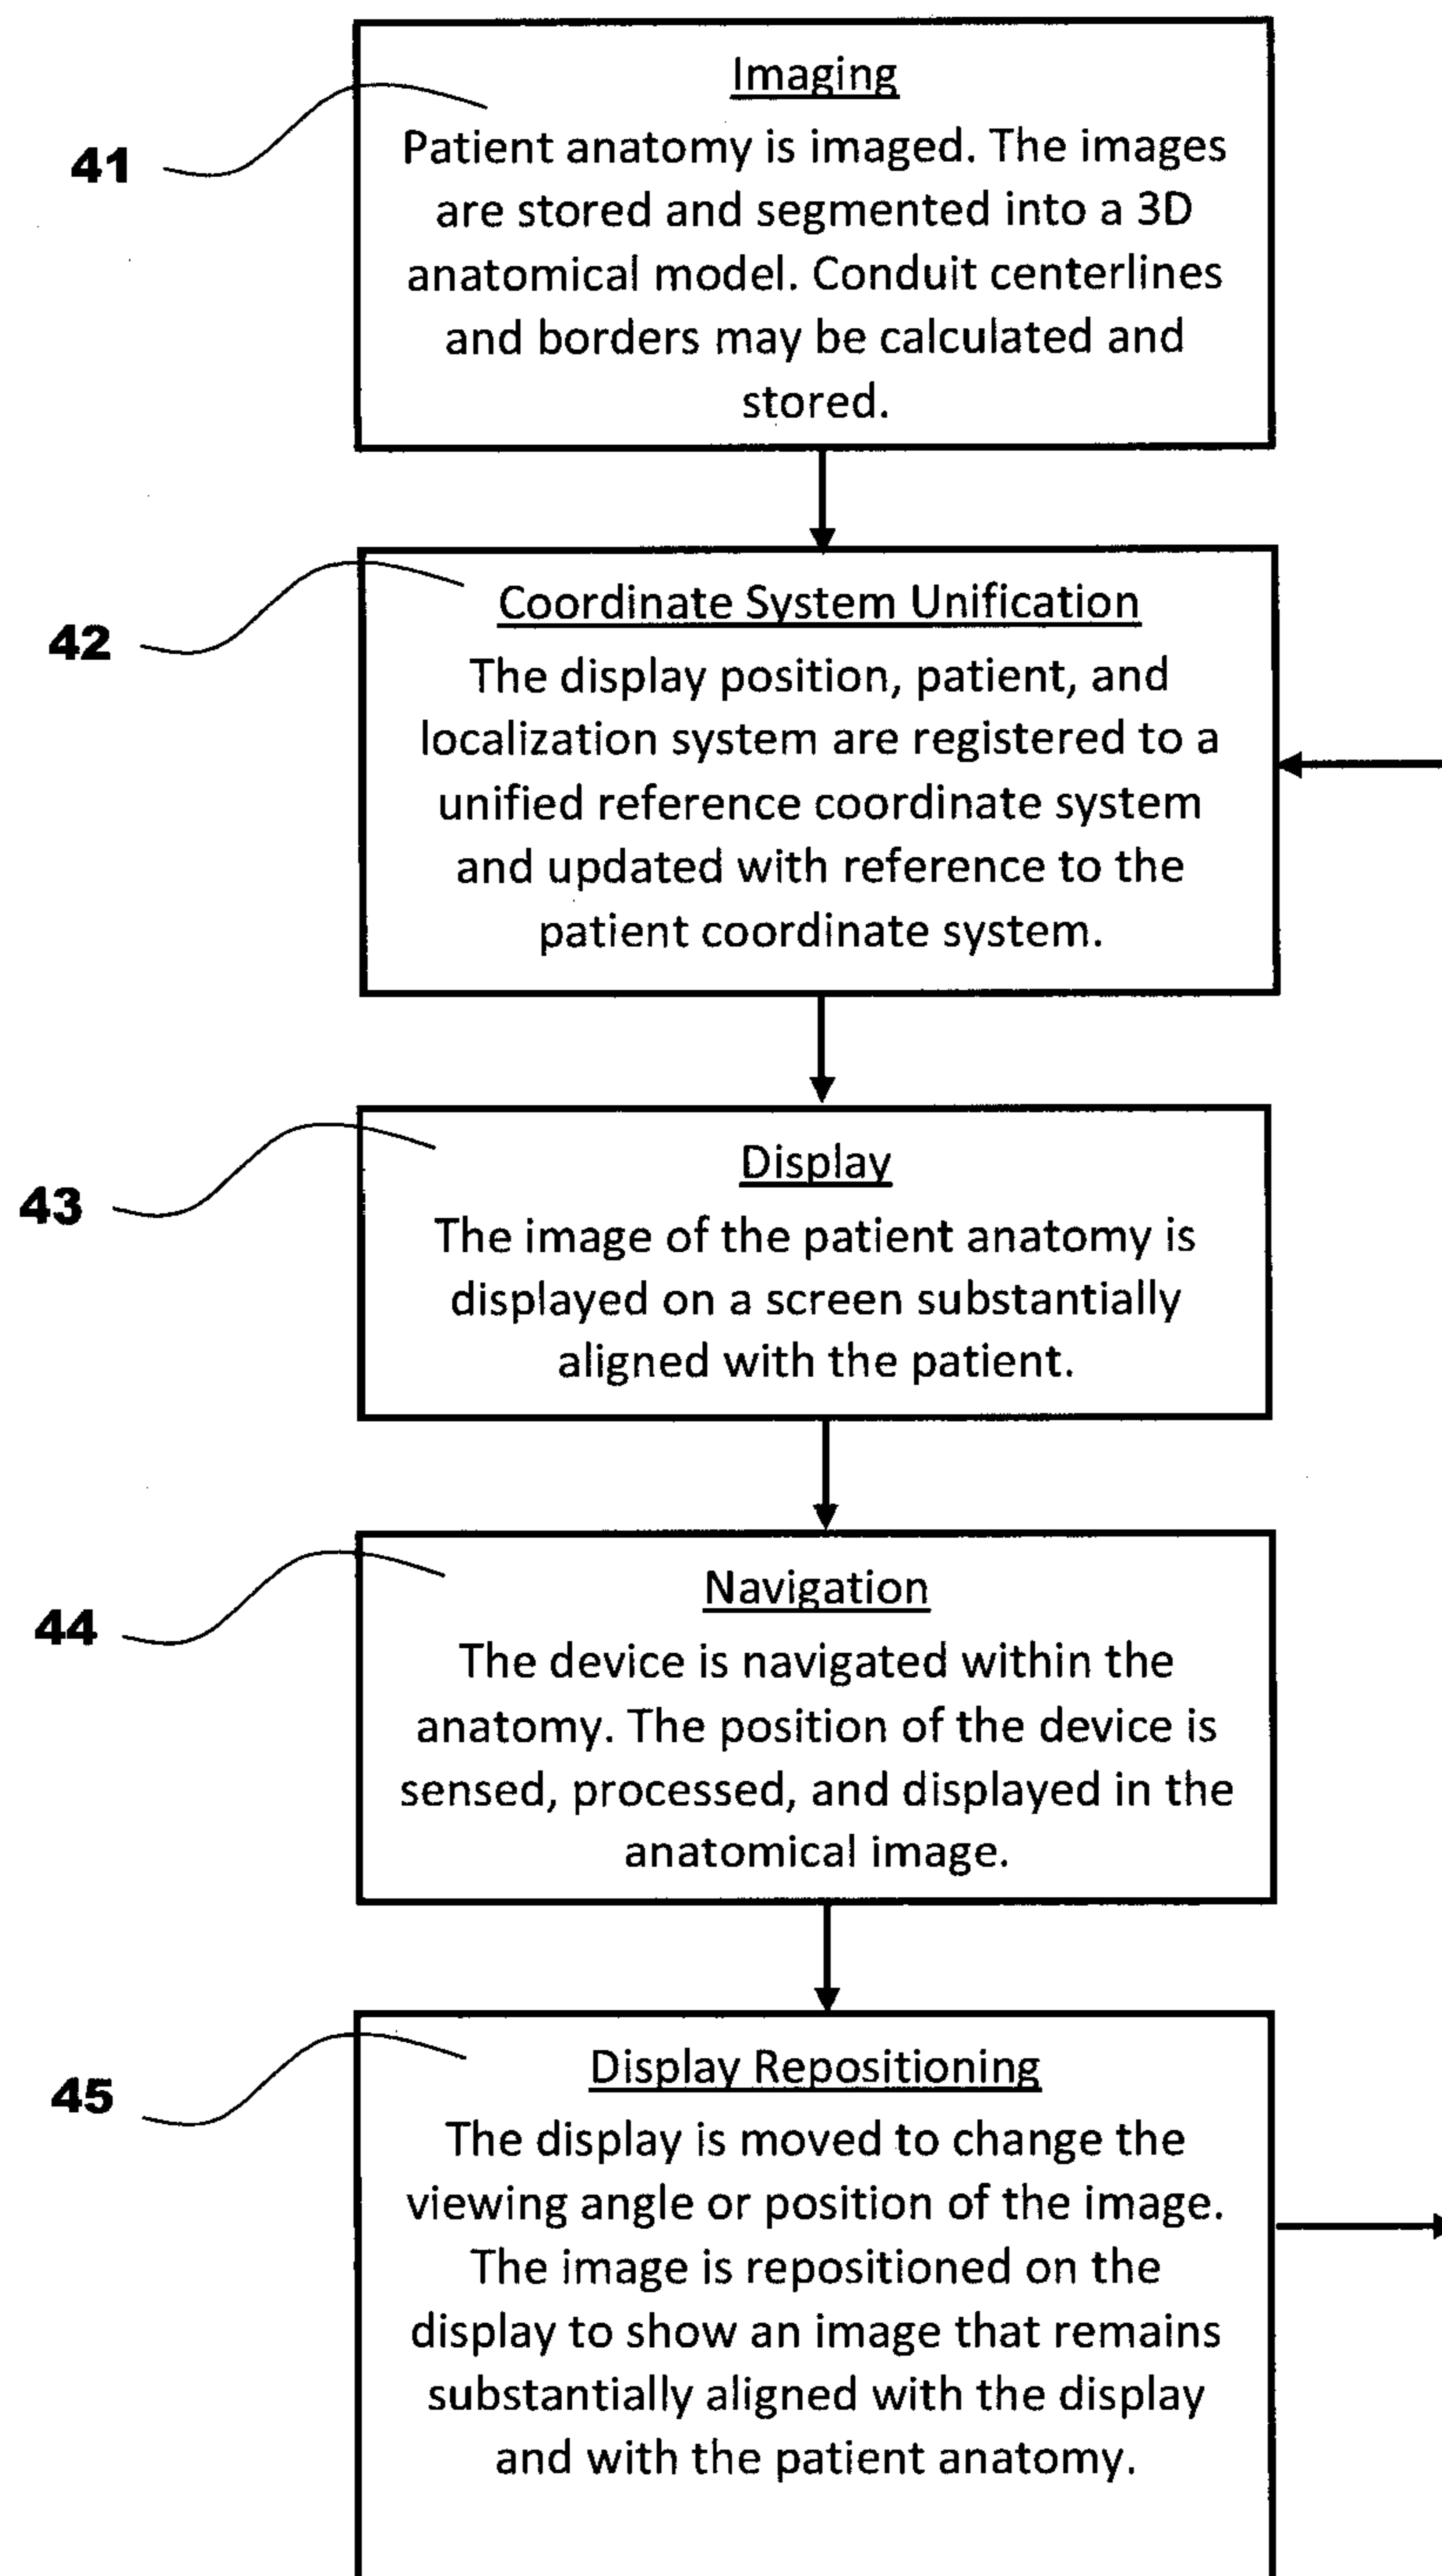 Imaging
41
Patient anatomy is imaged. The images
are stored and segmented into a 3D
anatomical model. Conduit centerlines
and borders may be calculated and
stored.
42
Coordinate System Unification
The display position, patient, and
localization system are registered to a
unified reference coordinate system
and updated with reference to the
patient coordinate system.
43
Display
The image of the patient anatomy is
displayed on a screen substantially
aligned with the patient.
44
Navigation
The device is navigated within the
anatomy. The position of the device is
sensed, processed, and displayed in the
anatomical image.
45
Display Repositioning
The display is moved to change the
viewing angle or position of the image.
The image is repositioned on the
display to show an image that remains
substantially aligned with the display
and with the patient anatomy.